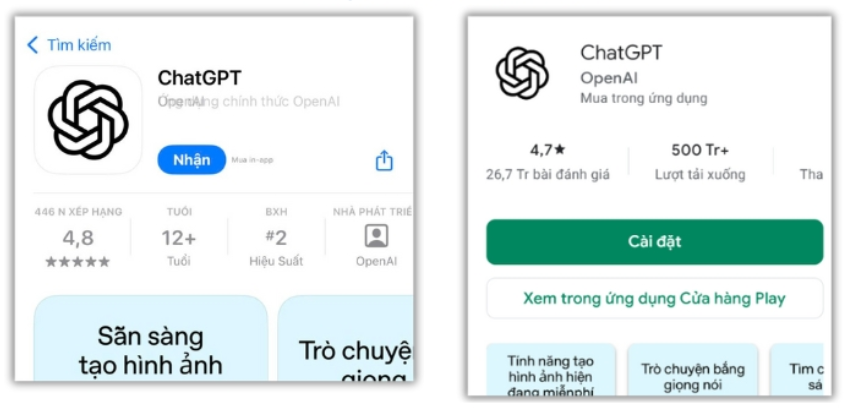 Tìm kiếm
ChatGPT
Ứng dụng chính thức OpenAI
Nhận
Mua in-app
446 N XẾP HẠNG
TUỔI
BXH
NHÀ PHÁT TRIỂ
4,8
12+
#2
★★★★★
Tuổi
Hiệu Suất
OpenAI
Sẵn sàng
tạo hình ảnh
Trò chuyệ
giọng
ChatGPT
OpenAI
Mua trong ứng dụng
4,7★
500 Tr+
26,7 Tr bài đánh giá
Lượt tải xuống
Tha
Cài đặt
Xem trong ứng dụng Cửa hàng Play
Tính năng tạo
hình ảnh hiện
đang miễn phí
Trò chuyện bằng
giọng nói
Tìm c
sá